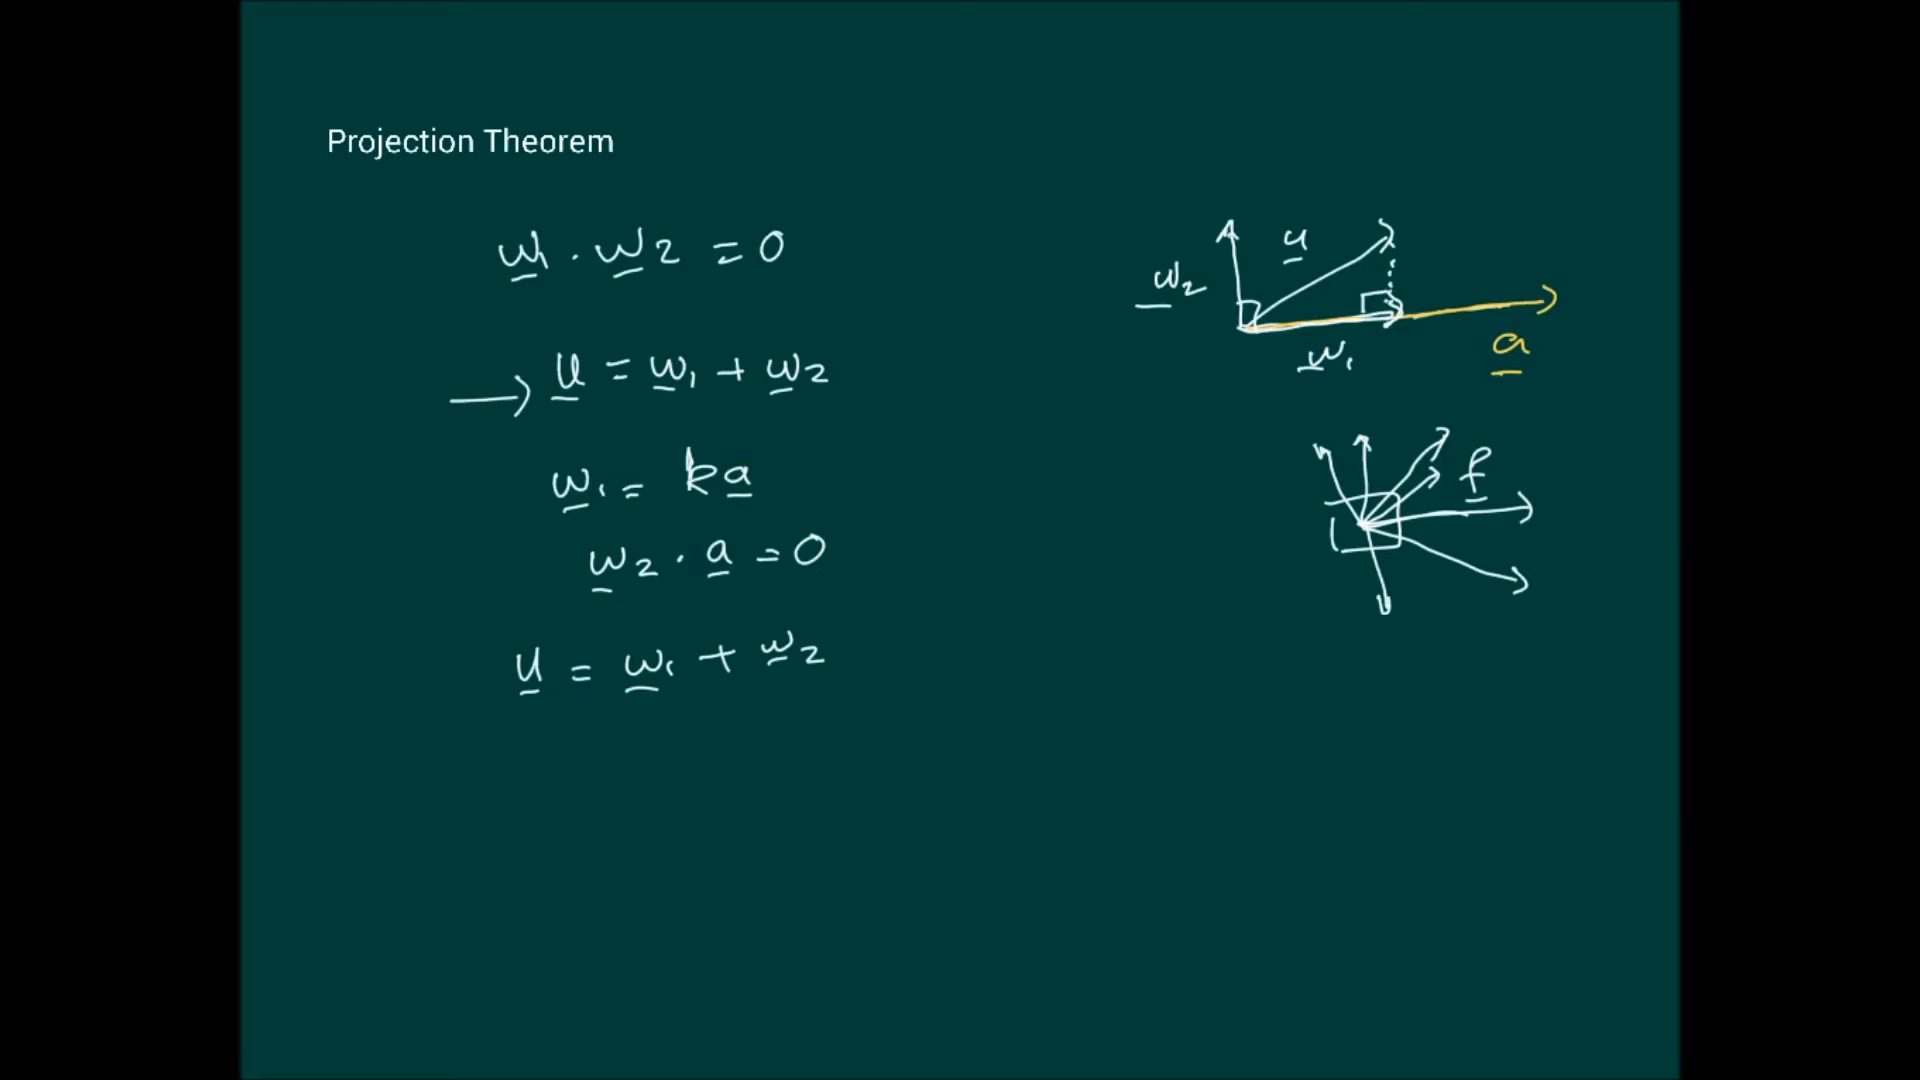 Projection Theorem
w1 . w2 = 0
u
w2
→ u = w1 + w2
w1
a
w1 = ka
f
w2 . a = 0
u = w1 + w2